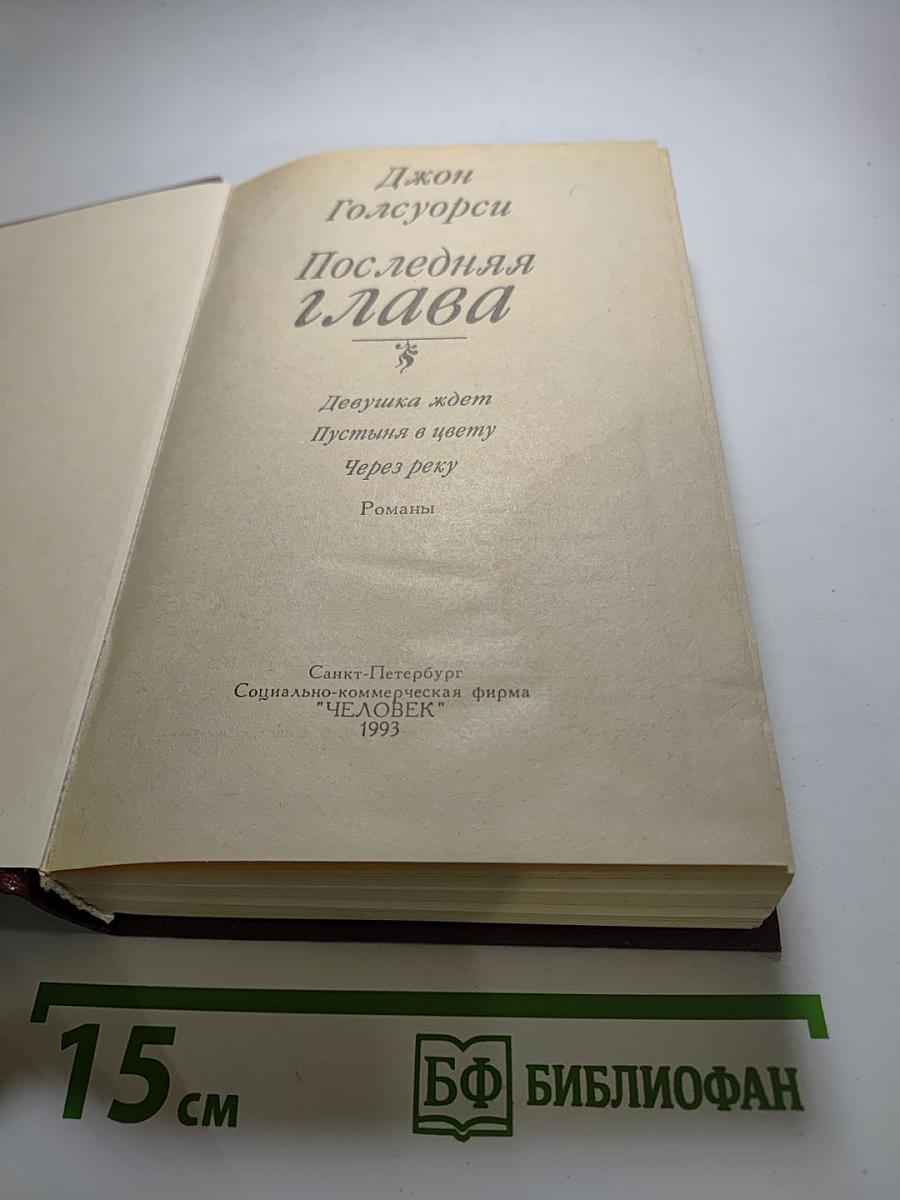 Джон
Голсуорси
Последняя
глава
Девушка ждет
Пустыня в цвету
Через реку
Романы
Санкт-Петербург
Социально-коммерческая фирма
"ЧЕЛОВЕК"
1993
15 см
БФ БИБЛИОФАН